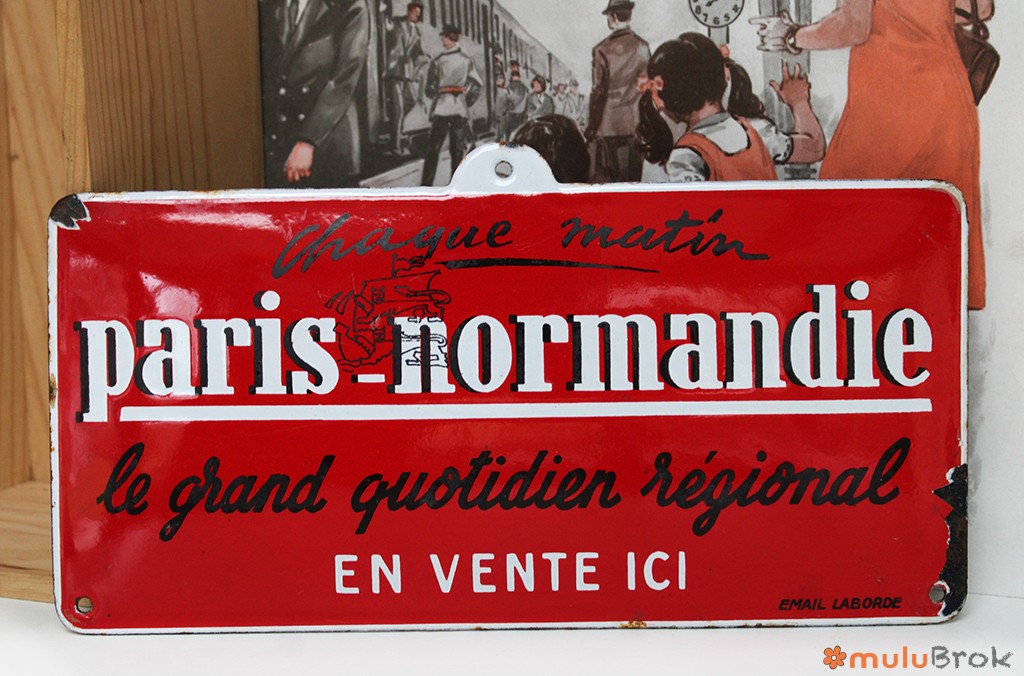 chaque matin
paris-normandie
le grand quotidien régional
EN VENTE ICI
EMAIL LABORDE
muluBrok